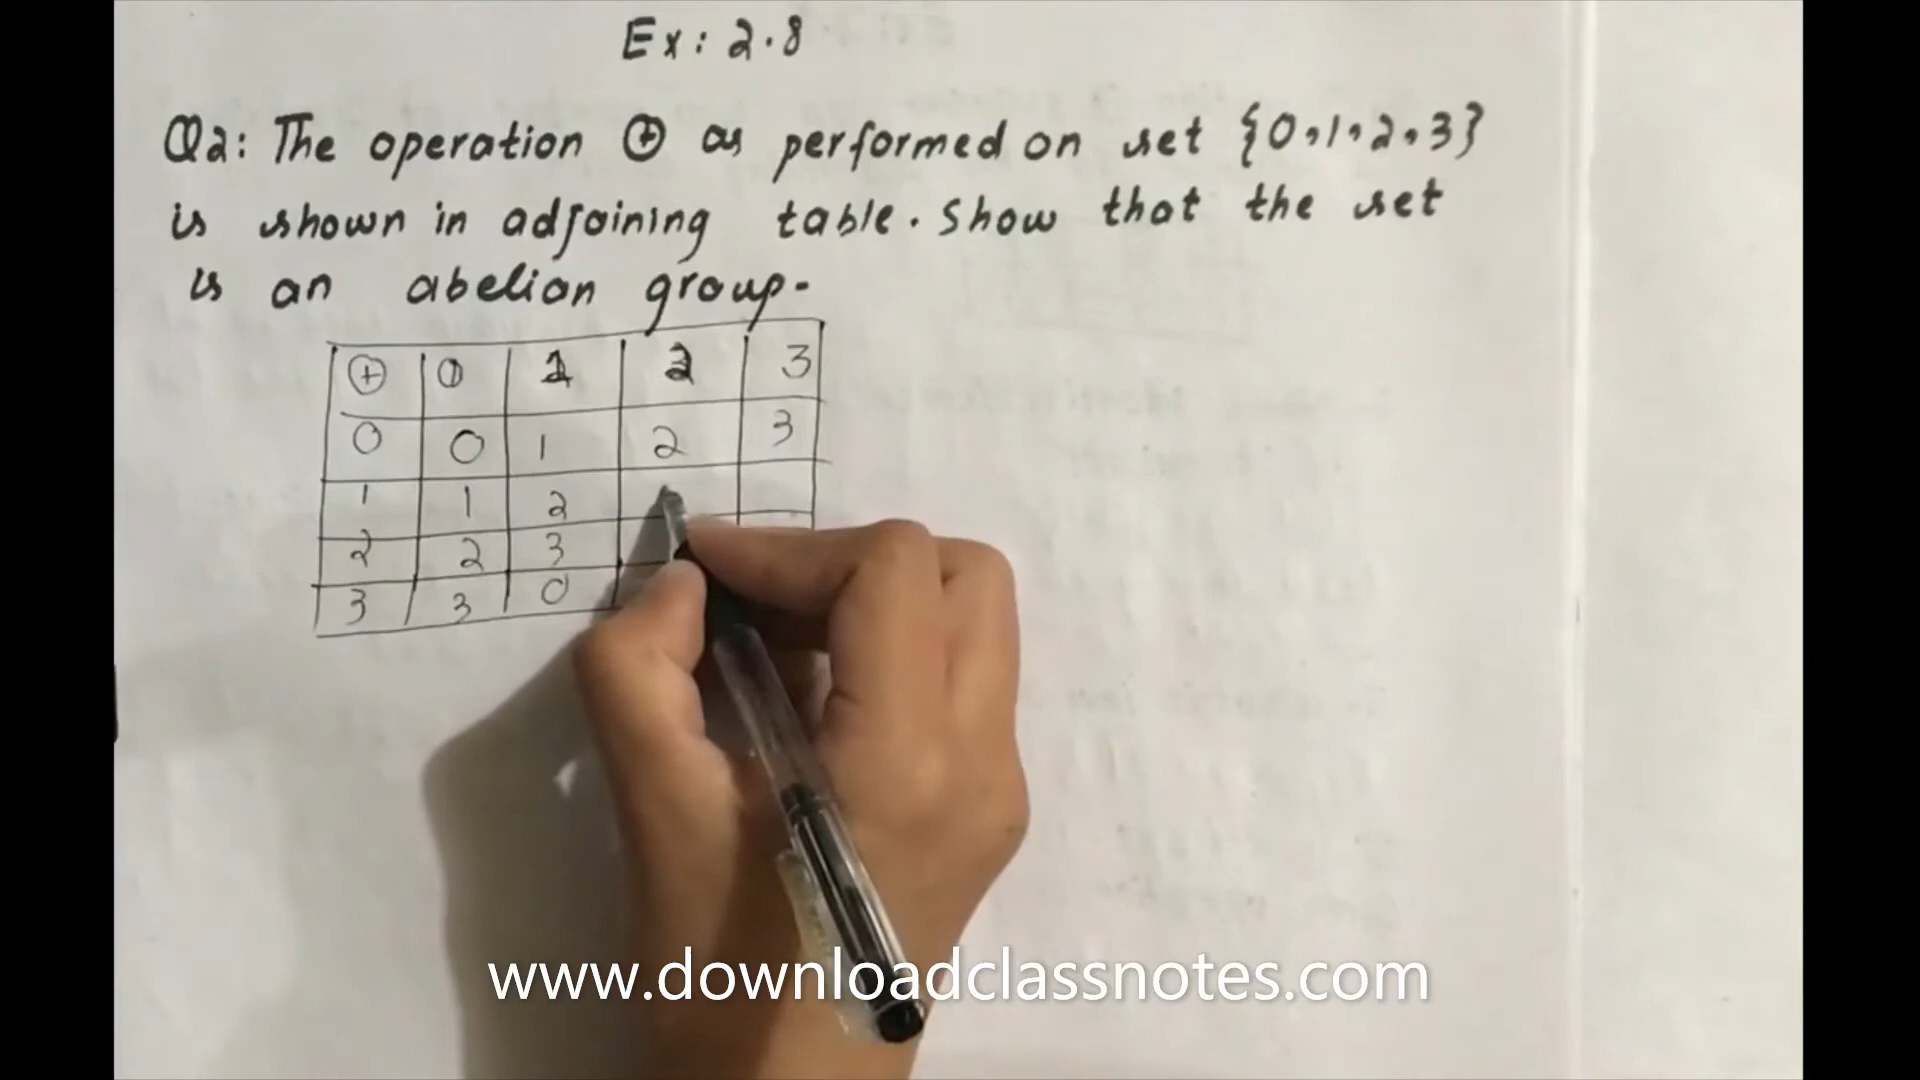 Ex: 2.8
Q2: The operation ⊕ as performed on set {0,1,2,3}
is shown in adjoining table. Show that the set
is an abelian group.
⊕ 0 1 2 3
0 0 1 2 3
1 1 2
2 2 3
3 3 0
www.downloadclassnotes.com